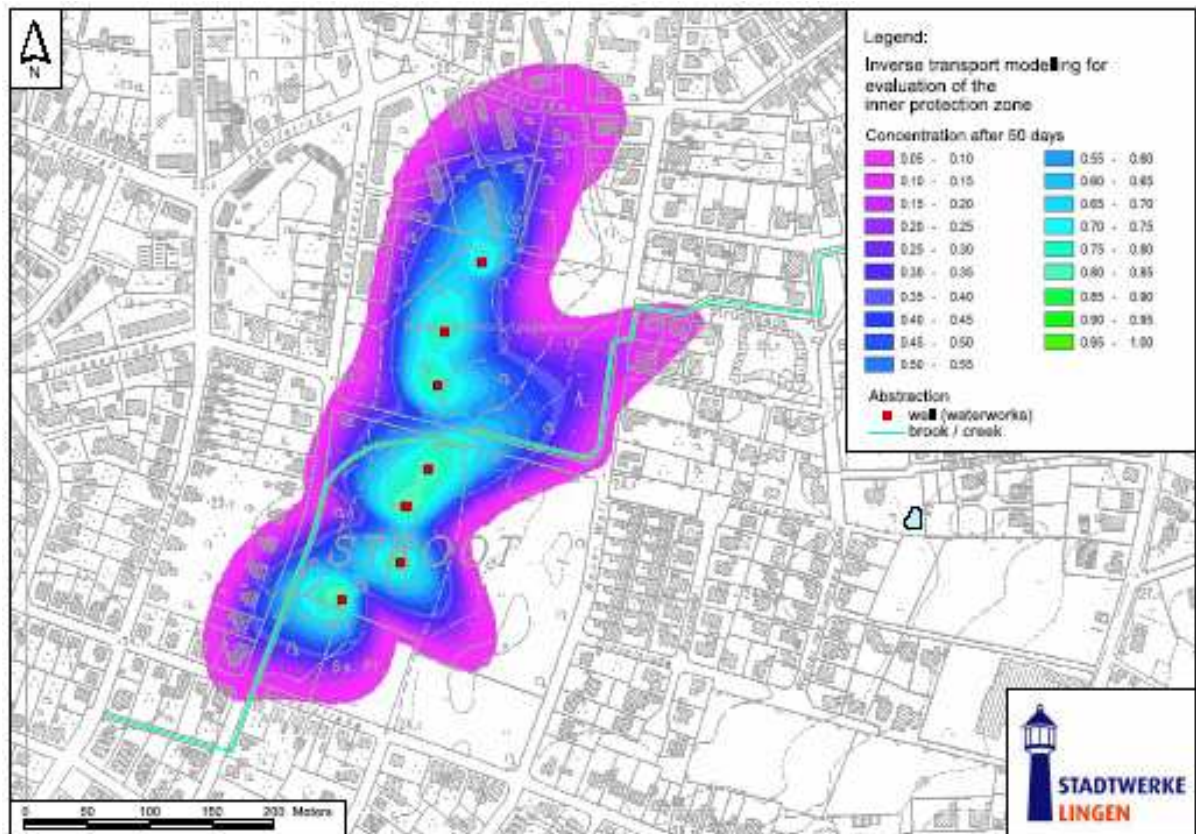 N
Legend:
Inverse transport modelling for
evaluation of the
inner protection zone
Concentration after 50 days
0.05 - 0.10
0.10 - 0.15
0.15 - 0.20
0.20 - 0.25
0.25 - 0.30
0.30 - 0.35
0.35 - 0.40
0.40 - 0.45
0.45 - 0.50
0.50 - 0.55
0.55 - 0.60
0.60 - 0.65
0.65 - 0.70
0.70 - 0.75
0.75 - 0.80
0.80 - 0.85
0.85 - 0.90
0.90 - 0.95
0.95 - 1.00
Abstraction
well (waterworks)
brook / creek
STROOT
0 50 100 150 200 Meters
STADTWERKE
LINGEN